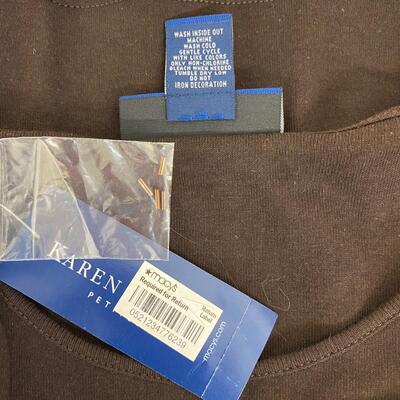 WASH INSIDE OUT
MACHINE
WASH COLD
GENTLE CYCLE
WITH LIKE COLORS
ONLY NON-CHLORINE
BLEACH WHEN NEEDED
TUMBLE DRY LOW
DO NOT
IRON DECORATION
KAREN
PET
★macy's
Required for Return
0521234776239
Return
Label
macys.com